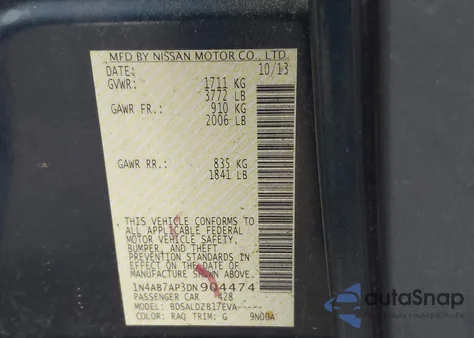 MFD BY NISSAN MOTOR CO., LTD.
DATE: 10/13
GVWR: 1711 KG
3772 LB
GAWR FR.: 910 KG
2006 LB
GAWR RR.: 835 KG
1841 LB
THIS VEHICLE CONFORMS TO
ALL APPLICABLE FEDERAL
MOTOR VEHICLE SAFETY,
BUMPER, AND THEFT
PREVENTION STANDARDS IN
EFFECT ON THE DATE OF
MANUFACTURE SHOWN ABOVE.
1N4AB7AP3DN904474
PASSENGER CAR 428
MODEL: BDSALDZB17EVA-----
COLOR: RAQ TRIM: G 9N00A
autoSnap